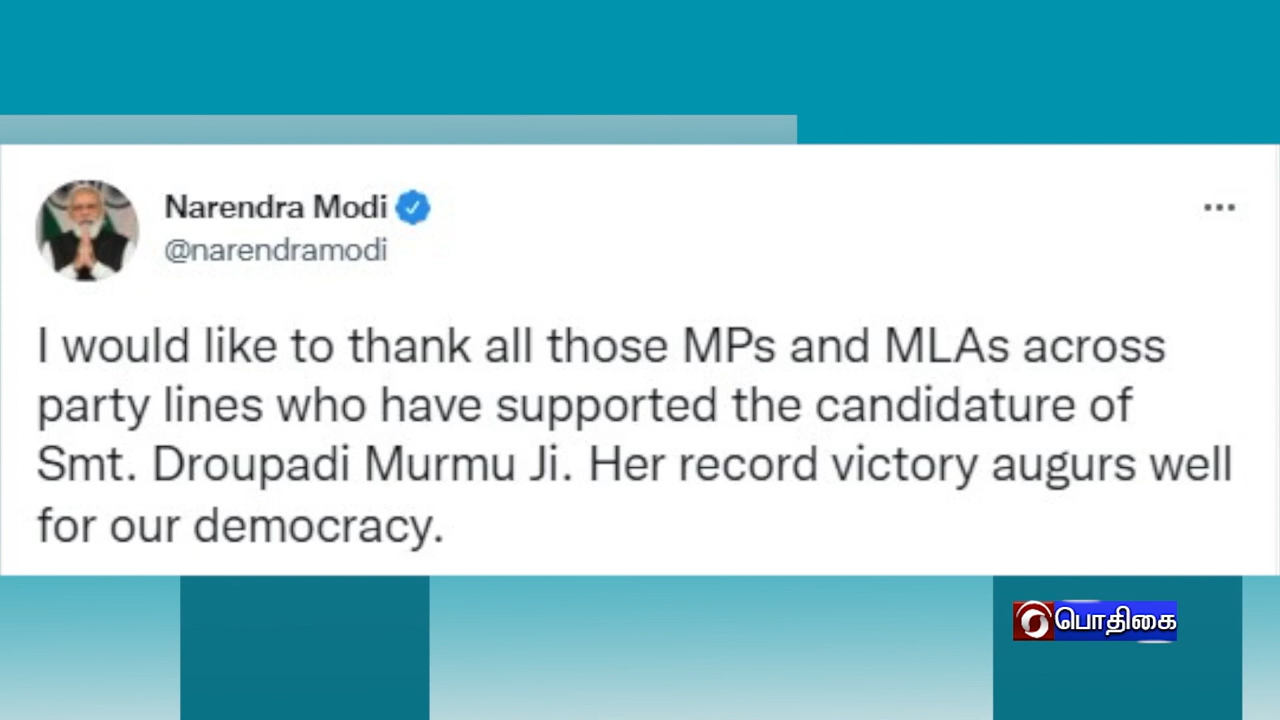 Narendra Modi
@narendramodi
I would like to thank all those MPs and MLAs across
party lines who have supported the candidature of
Smt. Droupadi Murmu Ji. Her record victory augurs well
for our democracy.
பொதிகை